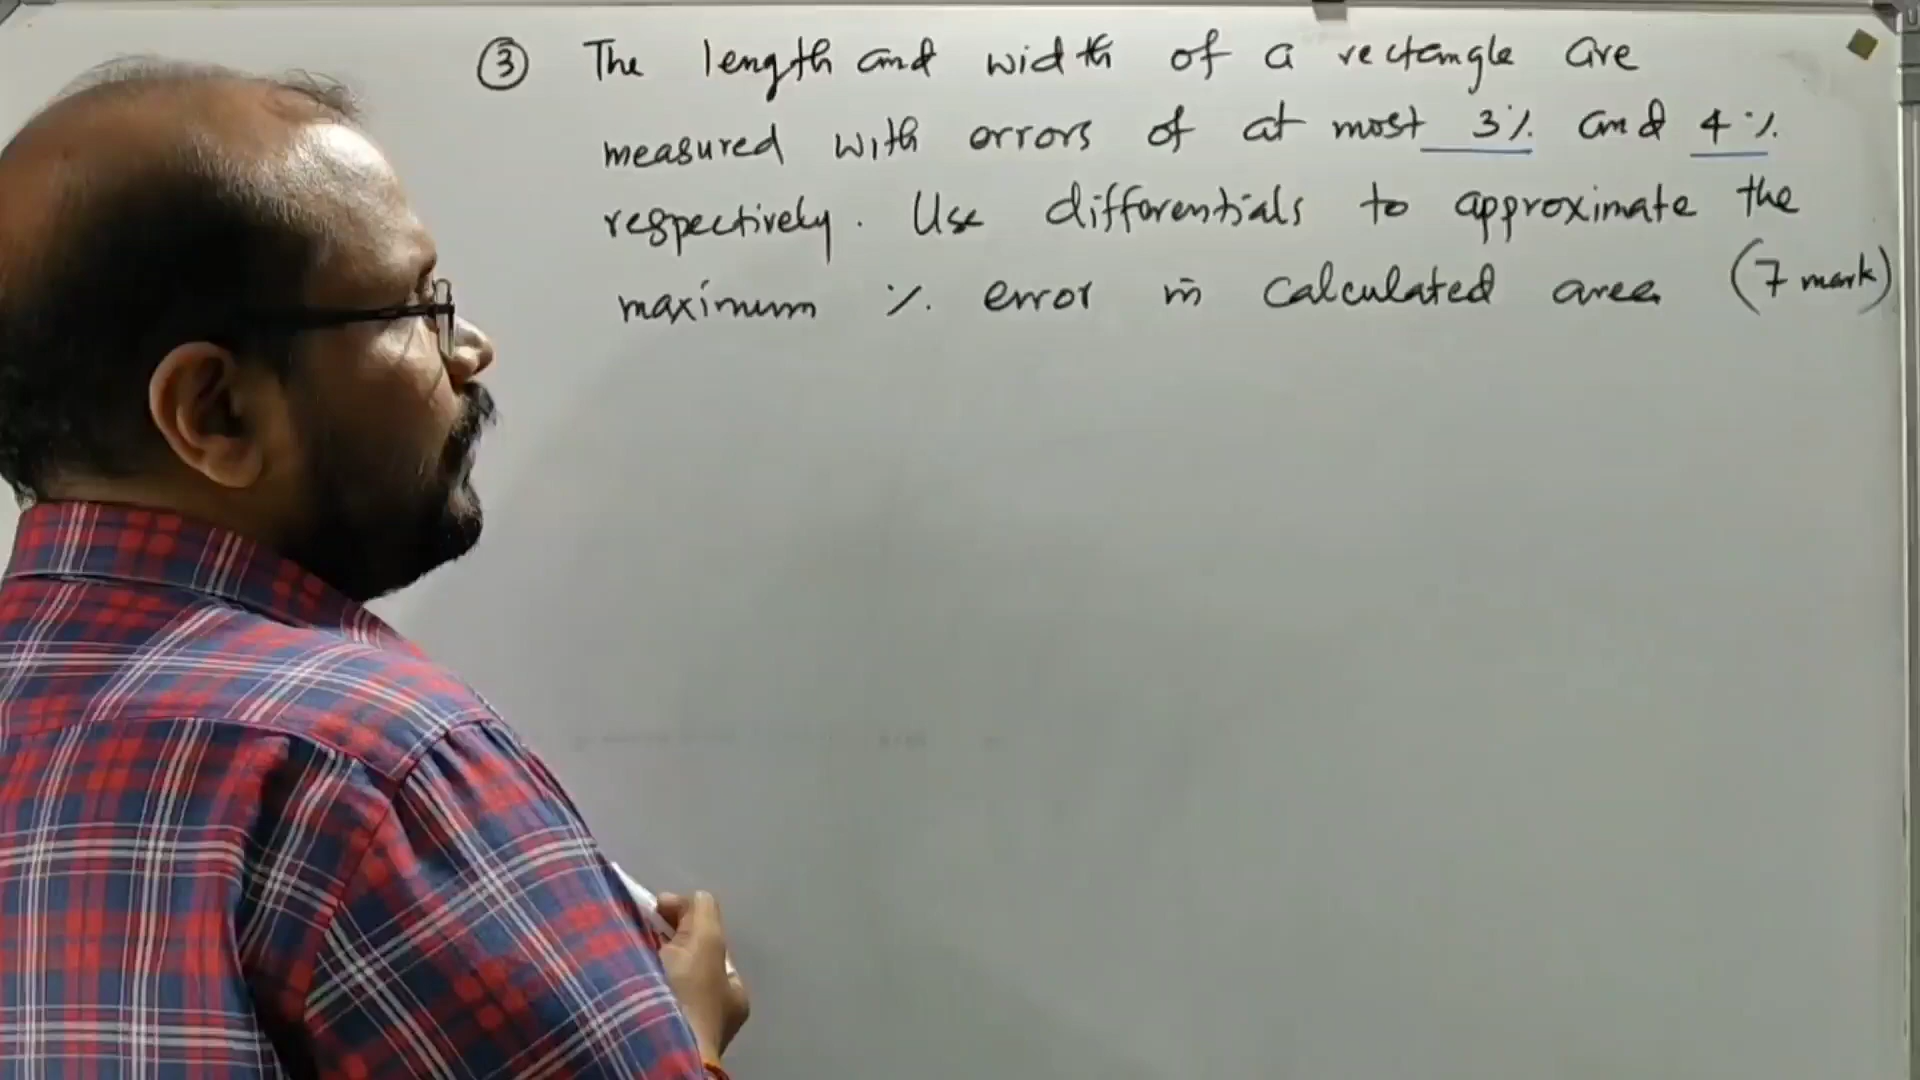 ③ The length and width of a rectangle are
measured with errors of at most 3% and 4%
respectively. Use differentials to approximate the
maximum % error in calculated area (7 mark)